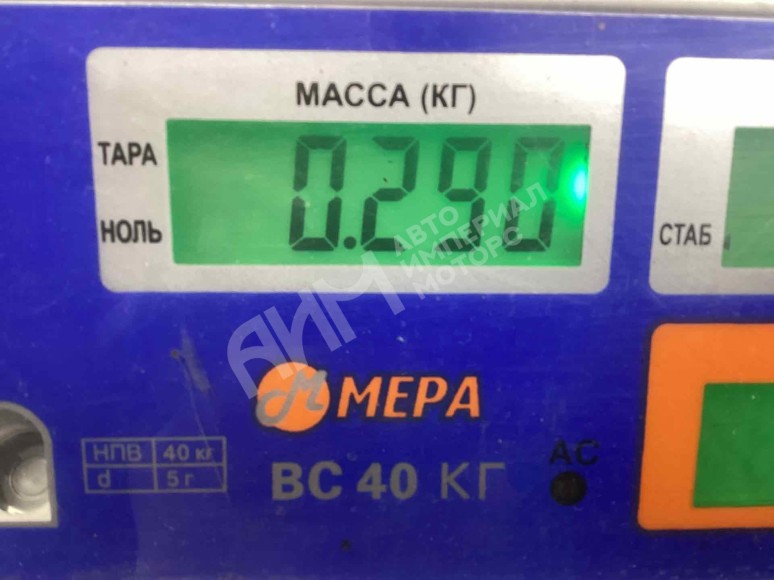 МАССА (КГ)
ТАРА
0.290
НОЛЬ
СТАБ
АИМ
АВТО
ИМПЕРИАЛ
МОТОРС
МЕРА
НПВ 40 кг
d 5 г
ВС 40 КГ
AC